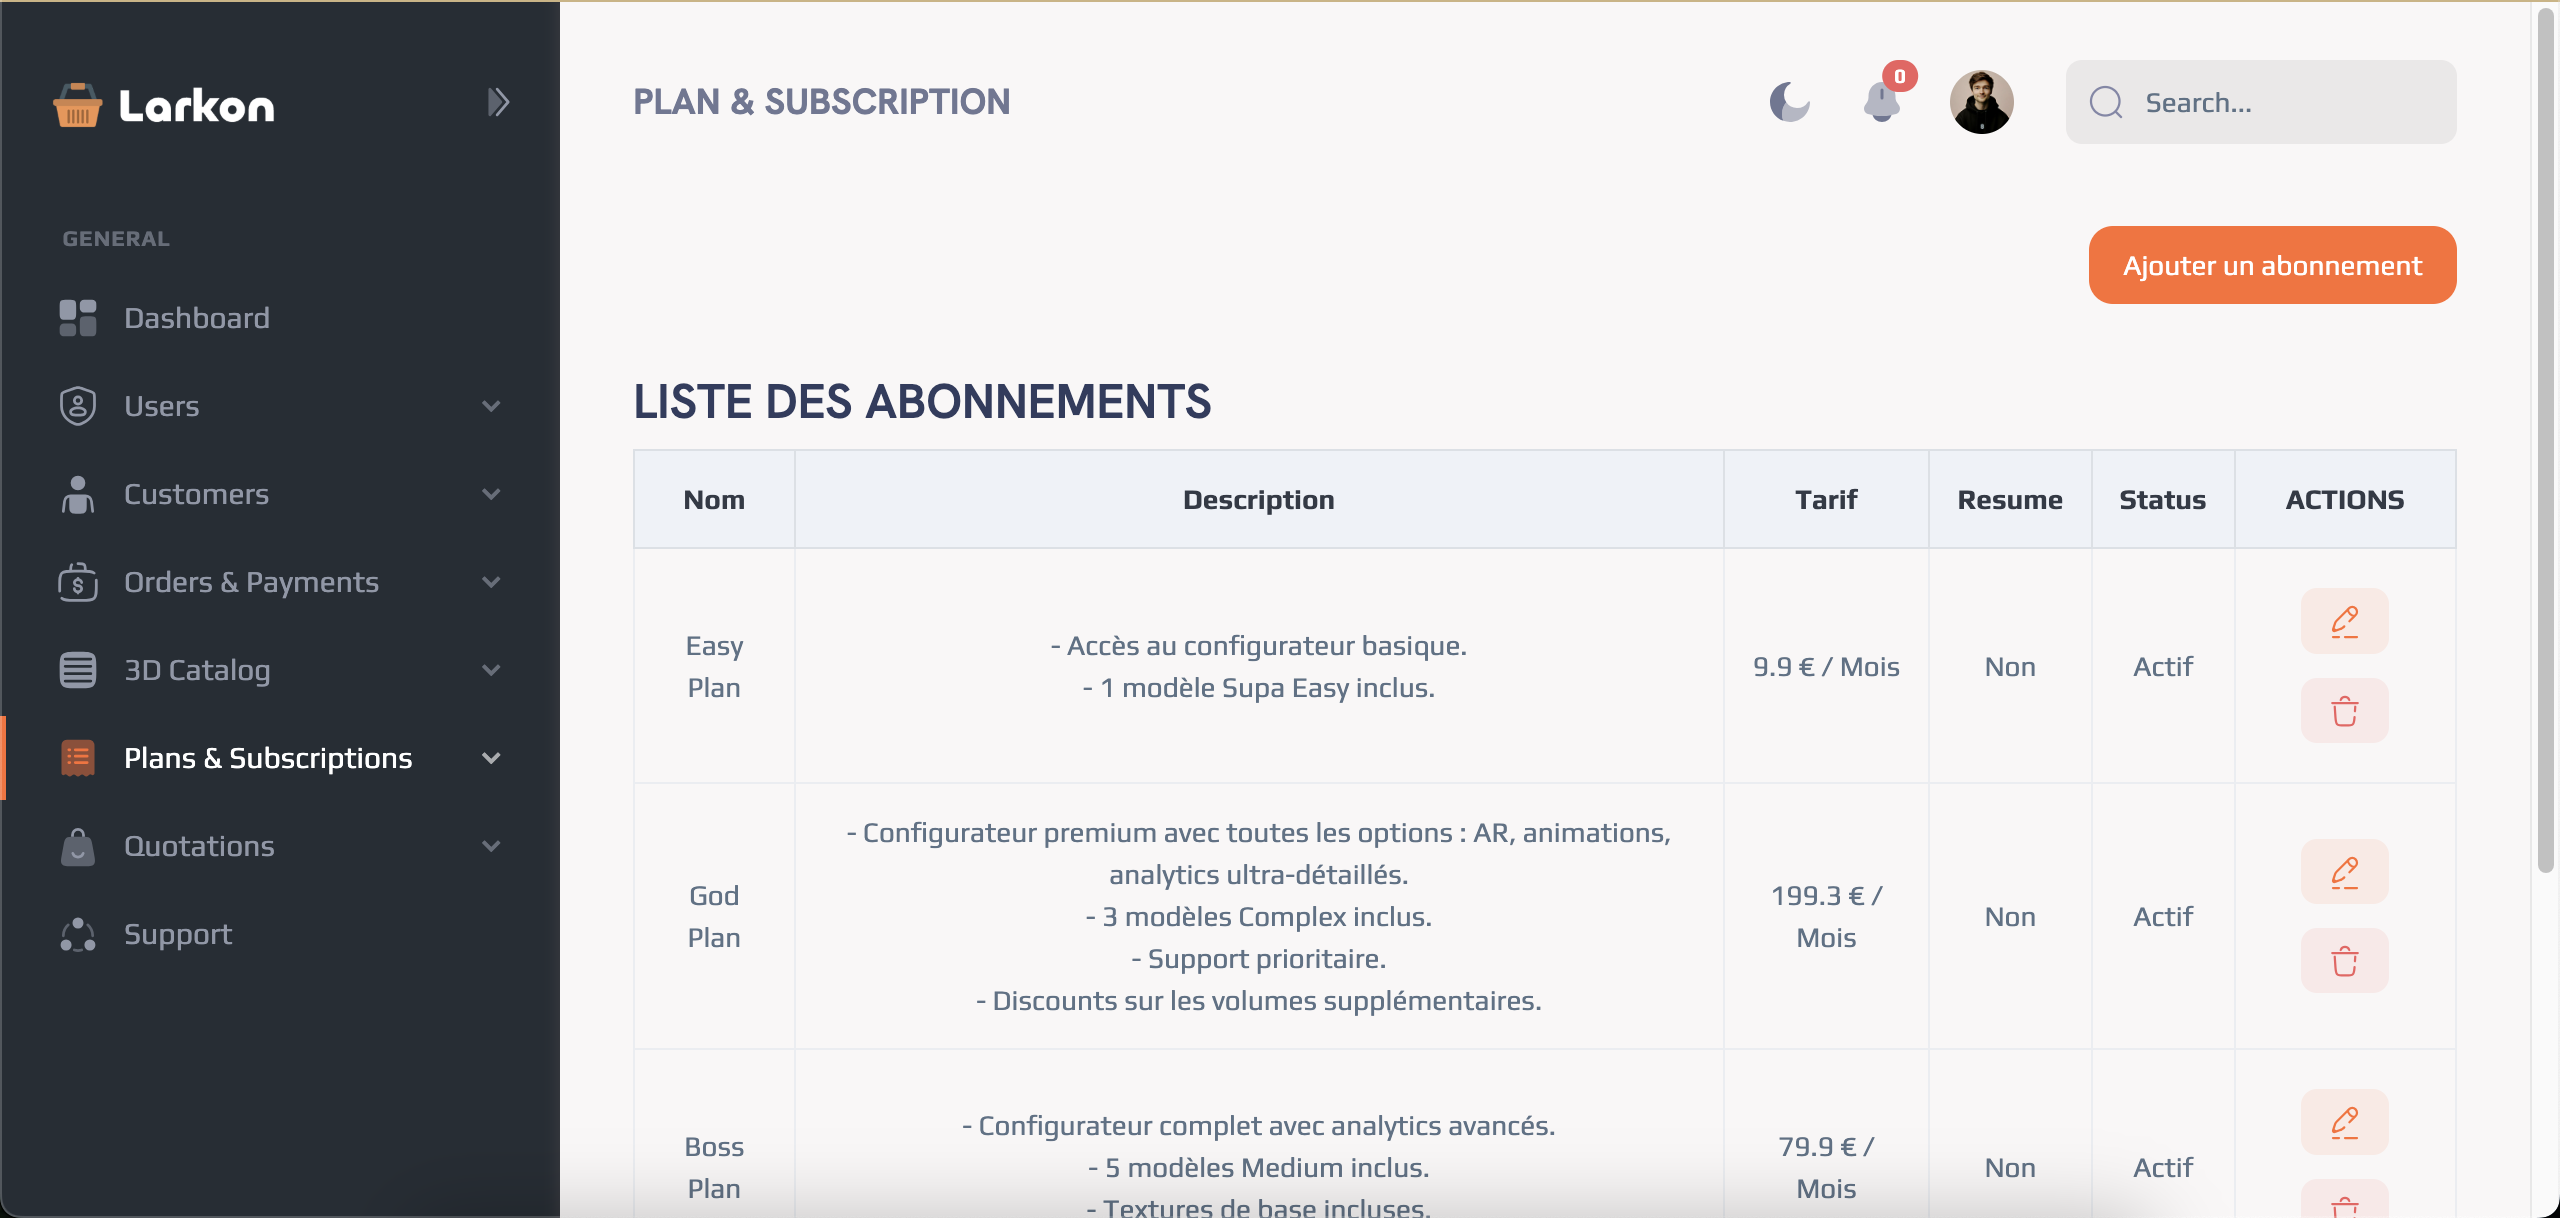 Larkon
PLAN & SUBSCRIPTION
0
Search...
GENERAL
Dashboard
Users
Customers
Orders & Payments
3D Catalog
Plans & Subscriptions
Quotations
Support
Ajouter un abonnement
LISTE DES ABONNEMENTS
Nom
Description
Tarif
Resume
Status
ACTIONS
Easy
Plan
- Accès au configurateur basique.
- 1 modèle Supa Easy inclus.
9.9 € / Mois
Non
Actif
God
Plan
- Configurateur premium avec toutes les options : AR, animations,
analytics ultra-détaillés.
- 3 modèles Complex inclus.
- Support prioritaire.
- Discounts sur les volumes supplémentaires.
199.3 € /
Mois
Non
Actif
Boss
Plan
- Configurateur complet avec analytics avancés.
- 5 modèles Medium inclus.
- Textures de base incluses.
79.9 € /
Mois
Non
Actif